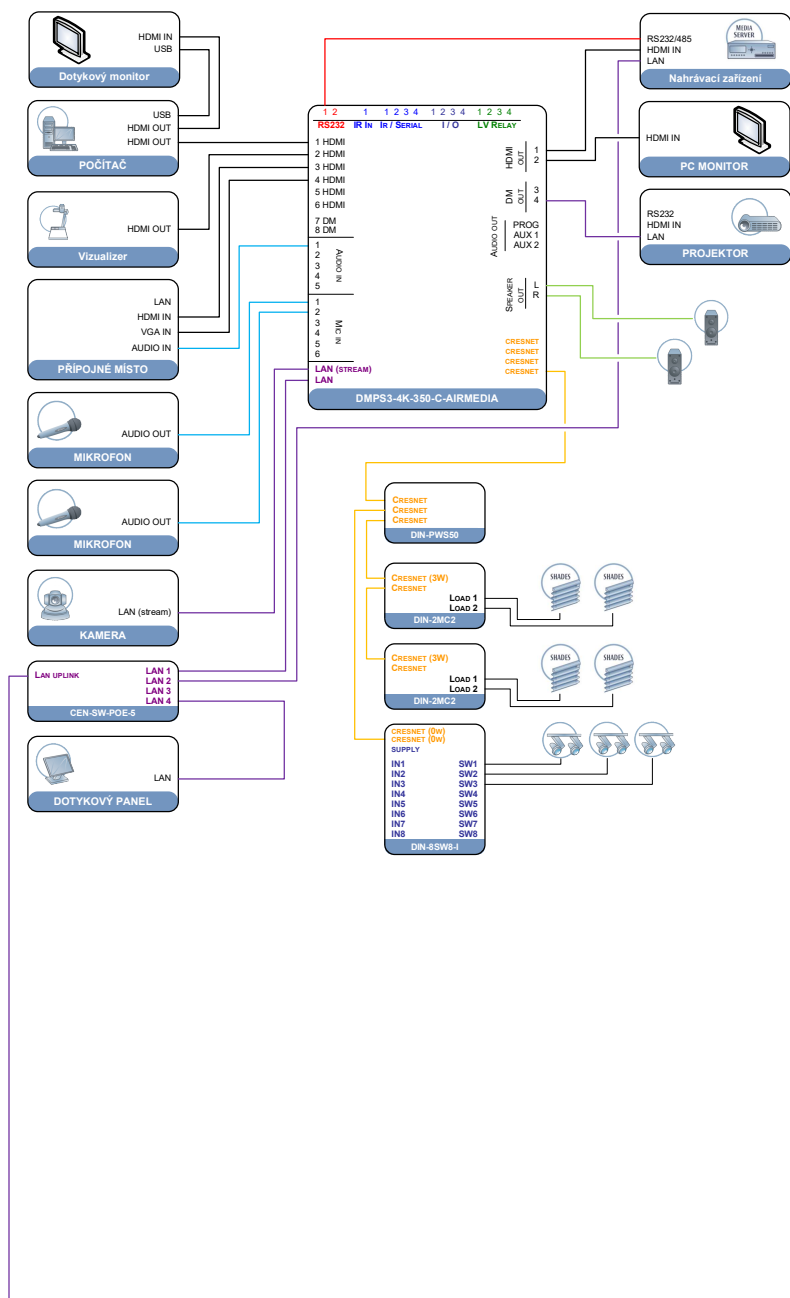 HDMI IN
USB
Dotykový monitor
USB
HDMI OUT
HDMI OUT
POČÍTAČ
HDMI OUT
Vizualizer
LAN
HDMI IN
VGA IN
AUDIO IN
PŘÍPOJNÉ MÍSTO
AUDIO OUT
MIKROFON
AUDIO OUT
MIKROFON
LAN (stream)
KAMERA
LAN UPLINK
LAN 1
LAN 2
LAN 3
LAN 4
CEN-SW-POE-5
LAN
DOTYKOVÝ PANEL
1 2 1 1 2 3 4 1 2 3 4 1 2 3 4
RS232 IR IN IR / SERIAL I / O LV RELAY
1 HDMI
2 HDMI
3 HDMI
4 HDMI
5 HDMI
6 HDMI
7 DM
8 DM
1
2
3
4
5
AUDIO IN
1
2
3
4
5
6
MIC IN
LAN (STREAM)
LAN
HDMI OUT
1
2
DM OUT
3
4
AUDIO OUT
PROG
AUX 1
AUX 2
SPEAKER OUT
L
R
CRESNET
CRESNET
CRESNET
CRESNET
DMPS3-4K-350-C-AIRMEDIA
RS232/485
HDMI IN
LAN
MEDIA
SERVER
Nahrávací zařízení
HDMI IN
PC MONITOR
RS232
HDMI IN
LAN
PROJEKTOR
CRESNET
CRESNET
CRESNET
DIN-PWS50
CRESNET (3W)
CRESNET
LOAD 1
LOAD 2
DIN-2MC2
SHADES
SHADES
CRESNET (3W)
CRESNET
LOAD 1
LOAD 2
DIN-2MC2
SHADES
SHADES
CRESNET (0W)
CRESNET (0W)
SUPPLY
IN1 SW1
IN2 SW2
IN3 SW3
IN4 SW4
IN5 SW5
IN6 SW6
IN7 SW7
IN8 SW8
DIN-8SW8-I